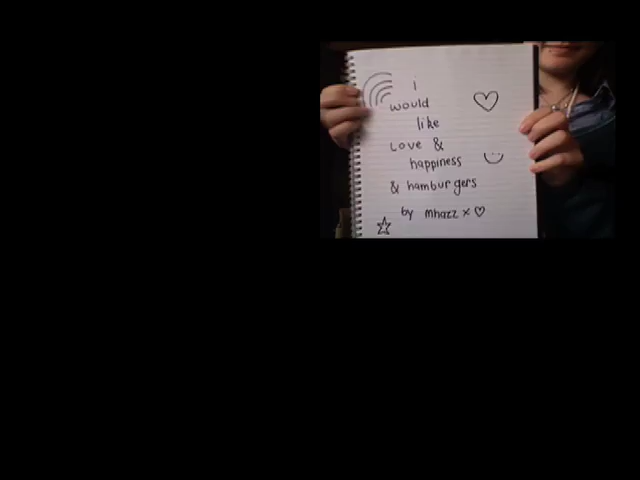 i
would
like
Love &
happiness
& hamburgers
by mhazz x ♡